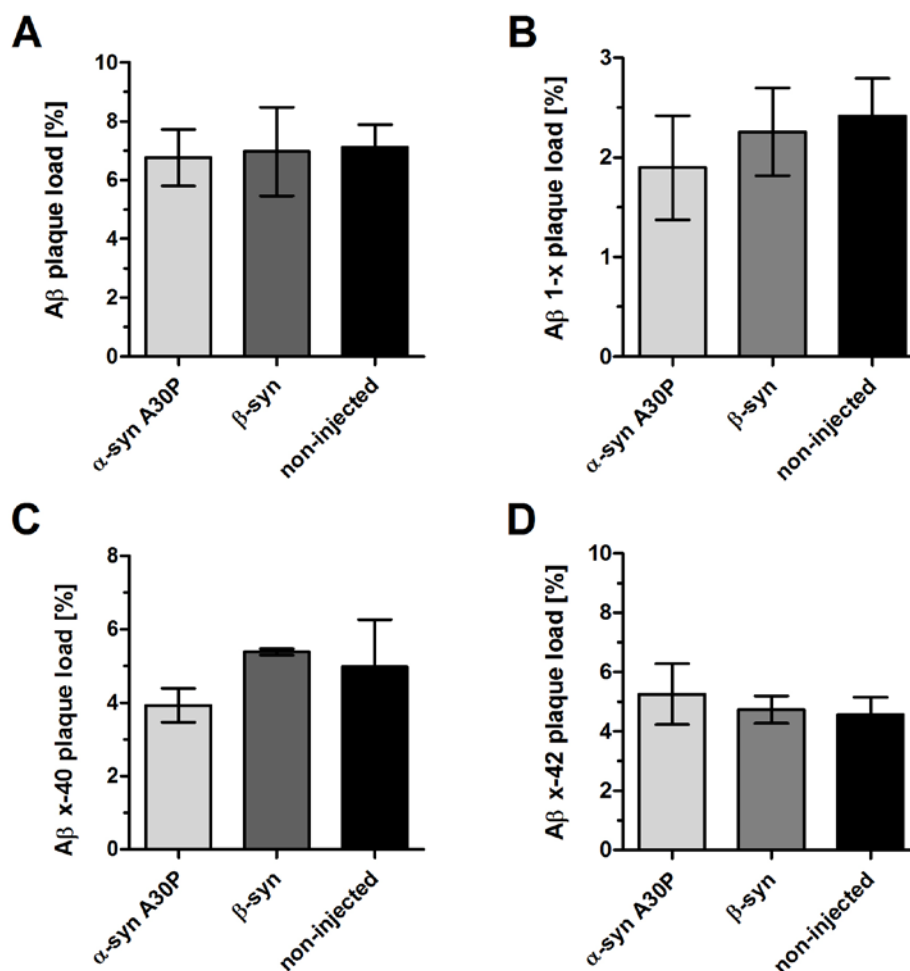 A
Aβ plaque load [%]
10
8
6
4
2
0
α-syn A30P
β-syn
non-injected
B
Aβ 1-x plaque load [%]
3
2
1
0
α-syn A30P
β-syn
non-injected
C
Aβ x-40 plaque load [%]
8
6
4
2
0
α-syn A30P
β-syn
non-injected
D
Aβ x-42 plaque load [%]
10
8
6
4
2
0
α-syn A30P
β-syn
non-injected